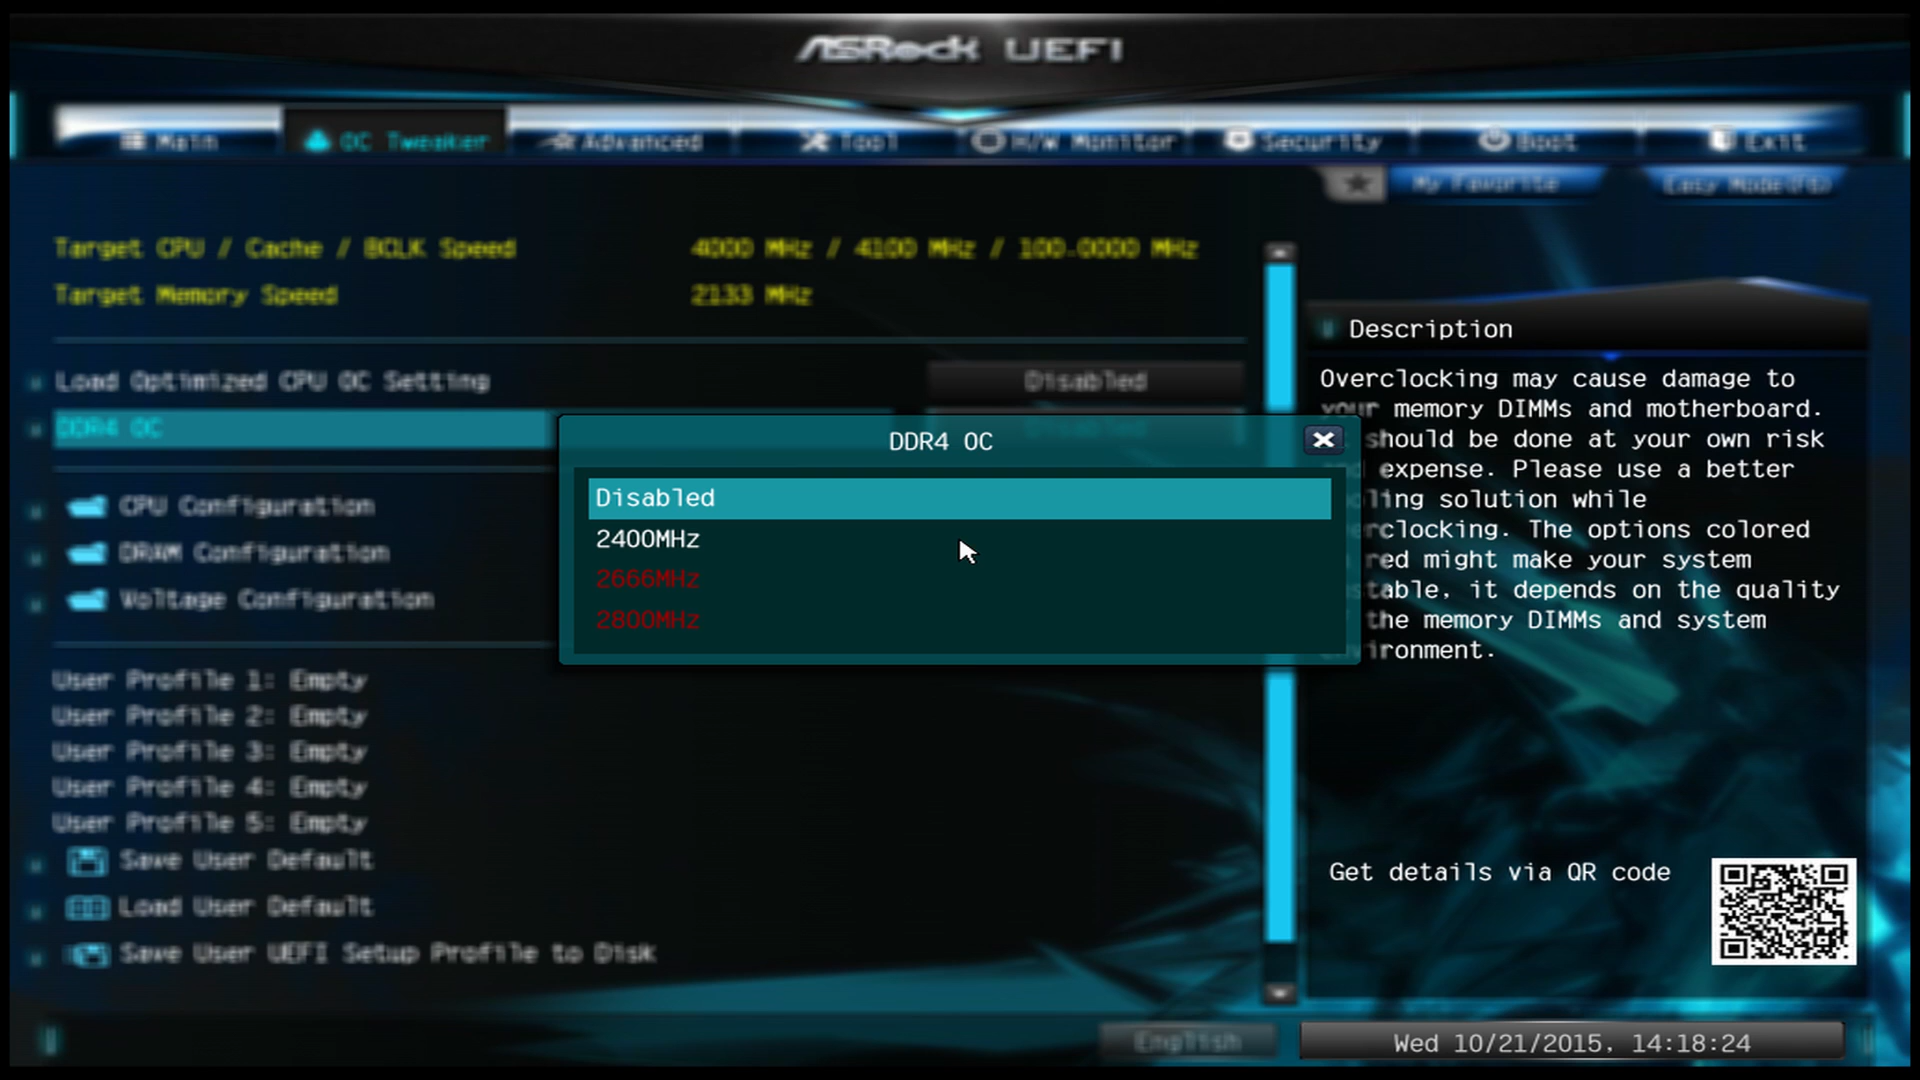 ASRock UEFI
Main OC Tweaker Advanced Tool H/W Monitor Security Boot Exit
My Favorite Easy Mode(F6)
Target CPU / Cache / BCLK Speed 4000 MHz / 4100 MHz / 100.0000 MHz
Target Memory Speed 2133 MHz
Load Optimized CPU OC Setting Disabled
DDR4 OC Disabled
CPU Configuration
DRAM Configuration
Voltage Configuration
User Profile 1: Empty
User Profile 2: Empty
User Profile 3: Empty
User Profile 4: Empty
User Profile 5: Empty
Save User Default
Load User Default
Save User UEFI Setup Profile to Disk
DDR4 OC
Disabled
2400MHz
2666MHz
2800MHz
Description
Overclocking may cause damage to
your memory DIMMs and motherboard.
should be done at your own risk
expense. Please use a better
solution while
The options colored
red might make your system
it depends on the quality
the memory DIMMs and system
Get details via QR code
English
Wed 10/21/2015, 14:18:24